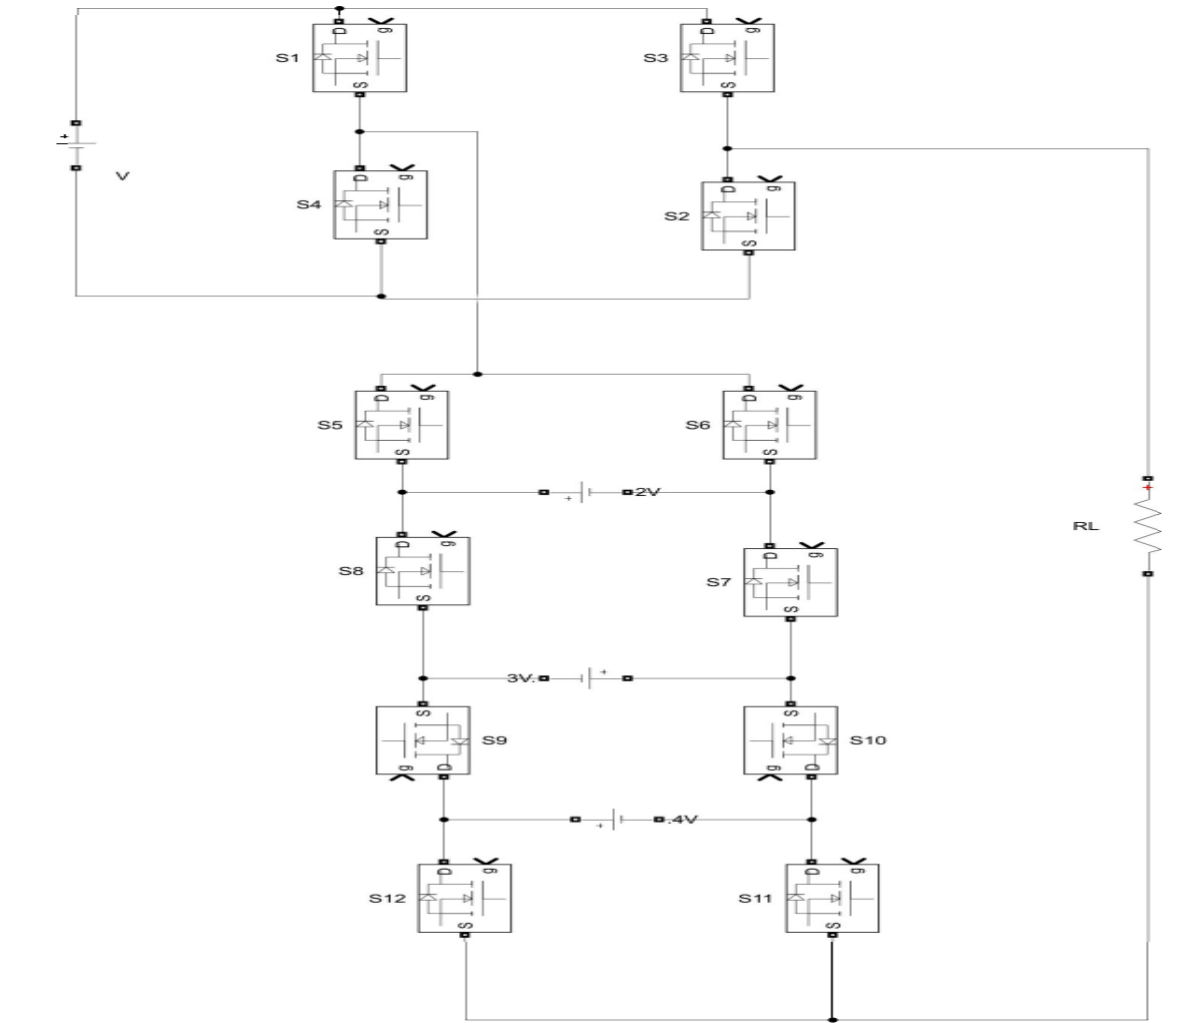 D g D g
S1 S3
S S
+
V
D g D g
S4 S2
S S
D g D g
S5 S6
S S
+ 2V
D g D g
S8 S7
S S
+
RL
3V. +
S S
S9 S10
g D g D
+ .4V
D g D g
S12 S11
S S